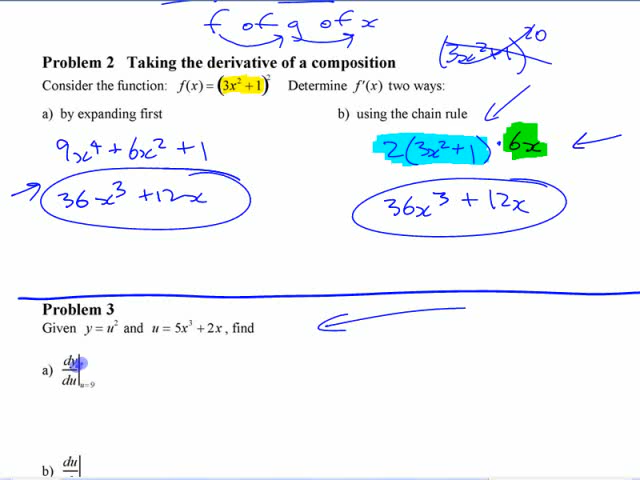 f of g of x
(3x²+1)²⁰
Problem 2 Taking the derivative of a composition
Consider the function: f(x) = (3x² + 1)² Determine f′(x) two ways:
a) by expanding first
b) using the chain rule
9x⁴ + 6x² + 1
2(3x²+1) · 6x
36x³ + 12x
36x³ + 12x
Problem 3
Given y = u² and u = 5x³ + 2x, find
a) dy/du|u=9
b) du